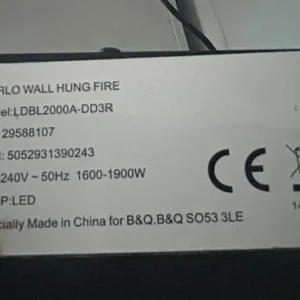 RLO WALL HUNG FIRE
el:LDBL2000A-DD3R
29588107
: 5052931390243
240V ~ 50Hz 1600-1900W
P:LED
cially Made in China for B&Q.B&Q SO53 3LE
CE
14